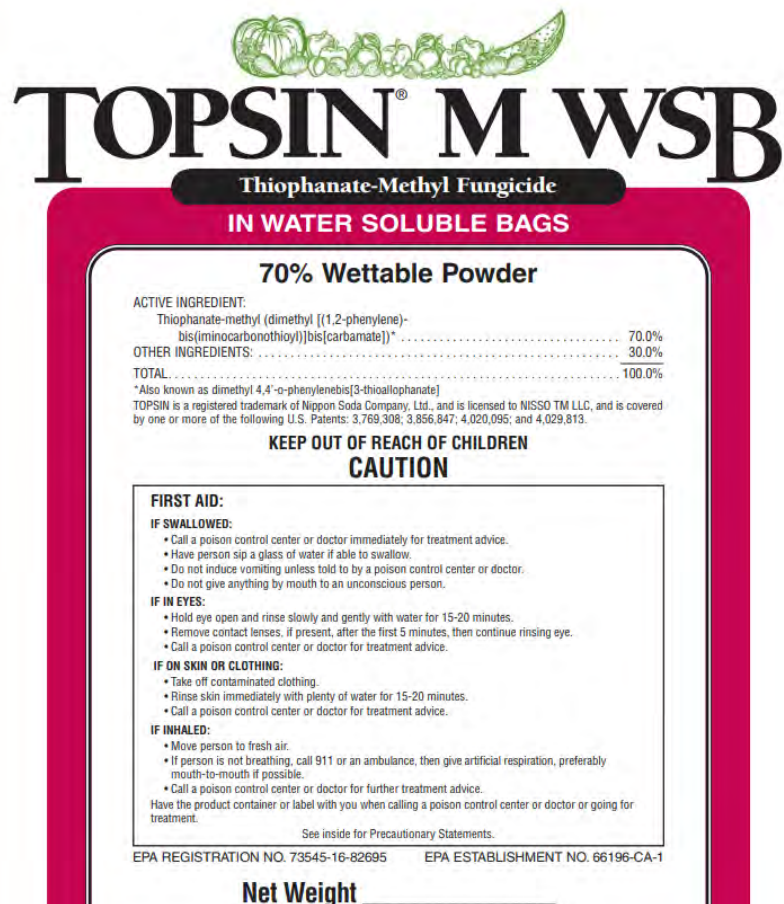 TOPSIN® M WSB
Thiophanate-Methyl Fungicide
IN WATER SOLUBLE BAGS
70% Wettable Powder
ACTIVE INGREDIENT:
Thiophanate-methyl (dimethyl [(1,2-phenylene)-
bis(iminocarbonothioyl)]bis[carbamate])* . . . . . . . . . . . . . . . . . . . . . . . . . . . . . . . . . . 70.0%
OTHER INGREDIENTS: . . . . . . . . . . . . . . . . . . . . . . . . . . . . . . . . . . . . . . . . . . . . . . . . . . . . . . . . 30.0%
TOTAL. . . . . . . . . . . . . . . . . . . . . . . . . . . . . . . . . . . . . . . . . . . . . . . . . . . . . . . . . . . . . . . . . . . . . . 100.0%
*Also known as dimethyl 4,4'-o-phenylenebis[3-thioallophanate]
TOPSIN is a registered trademark of Nippon Soda Company, Ltd., and is licensed to NISSO TM LLC, and is covered
by one or more of the following U.S. Patents: 3,769,308; 3,856,847; 4,020,095; and 4,029,813.
KEEP OUT OF REACH OF CHILDREN
CAUTION
FIRST AID:
IF SWALLOWED:
• Call a poison control center or doctor immediately for treatment advice.
• Have person sip a glass of water if able to swallow.
• Do not induce vomiting unless told to by a poison control center or doctor.
• Do not give anything by mouth to an unconscious person.
IF IN EYES:
• Hold eye open and rinse slowly and gently with water for 15-20 minutes.
• Remove contact lenses, if present, after the first 5 minutes, then continue rinsing eye.
• Call a poison control center or doctor for treatment advice.
IF ON SKIN OR CLOTHING:
• Take off contaminated clothing.
• Rinse skin immediately with plenty of water for 15-20 minutes.
• Call a poison control center or doctor for treatment advice.
IF INHALED:
• Move person to fresh air.
• If person is not breathing, call 911 or an ambulance, then give artificial respiration, preferably
mouth-to-mouth if possible.
• Call a poison control center or doctor for further treatment advice.
Have the product container or label with you when calling a poison control center or doctor or going for
treatment.
See inside for Precautionary Statements.
EPA REGISTRATION NO. 73545-16-82695 EPA ESTABLISHMENT NO. 66196-CA-1
Net Weight ____________________